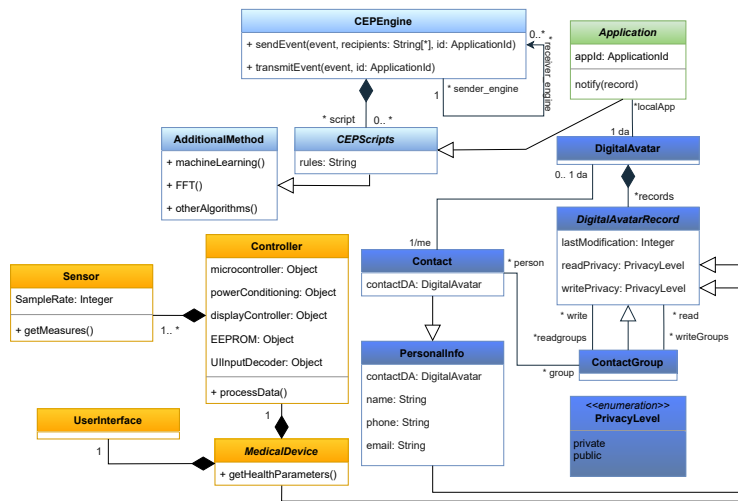 CEPEngine
+ sendEvent(event, recipients: String[*], id: ApplicationId)
+ transmitEvent(event, id: ApplicationId)
0..*
* receiver_engine
1
* sender_engine
* script
0.. *
Application
appId: ApplicationId
notify(record)
*localApp
1 da
AdditionalMethod
+ machineLearning()
+ FFT()
+ otherAlgorithms()
CEPScripts
rules: String
DigitalAvatar
0.. 1 da
*records
DigitalAvatarRecord
lastModification: Integer
readPrivacy: PrivacyLevel
writePrivacy: PrivacyLevel
1/me
* person
Contact
contactDA: DigitalAvatar
Controller
microcontroller: Object
powerConditioning: Object
displayController: Object
EEPROM: Object
UIInputDecoder: Object
+ processData()
Sensor
SampleRate: Integer
+ getMeasures()
1.. *
* write
* read
*readgroups
* writeGroups
* group
ContactGroup
PersonalInfo
contactDA: DigitalAvatar
name: String
phone: String
email: String
<<enumeration>>
PrivacyLevel
private
public
UserInterface
1
1
MedicalDevice
+ getHealthParameters()